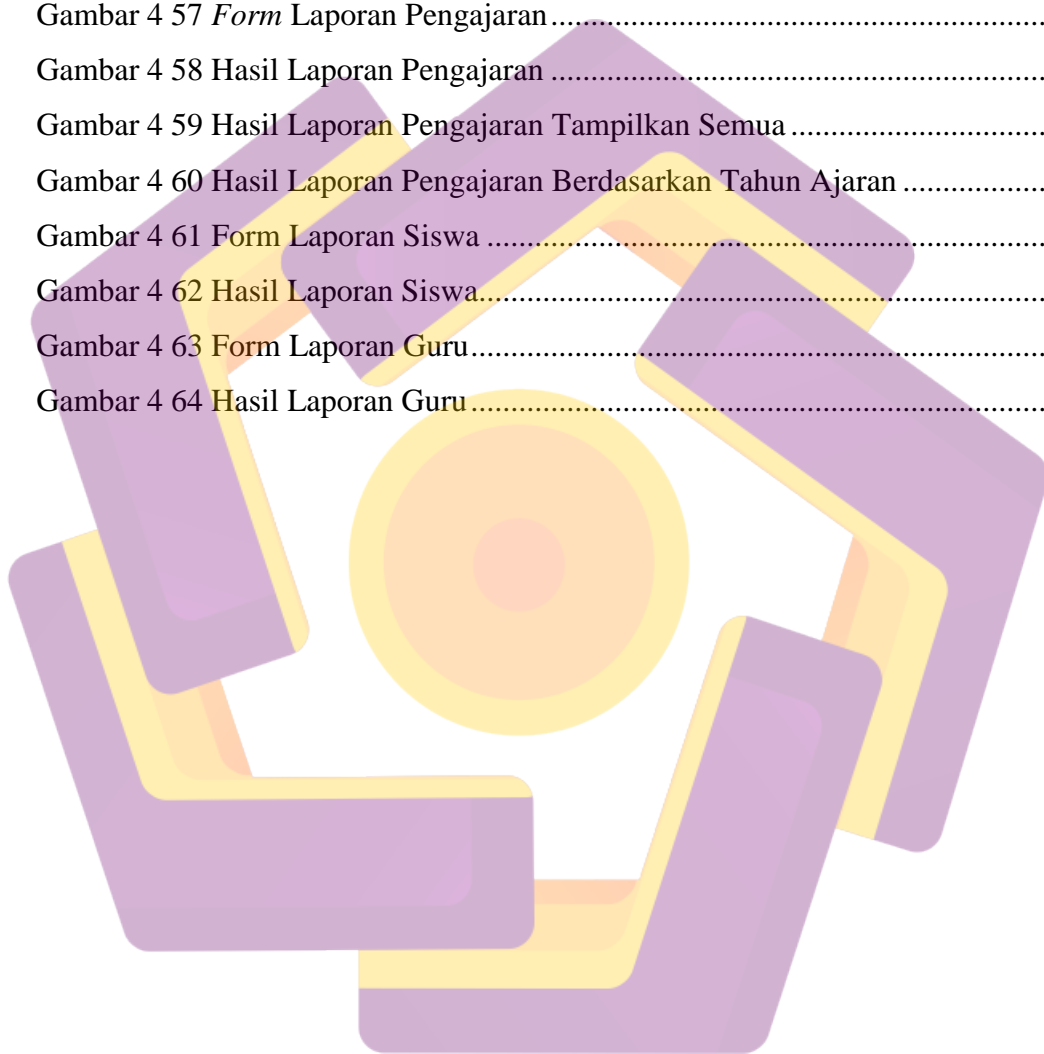 Gambar 4 57 Form Laporan Pengajaran........................................................
Gambar 4 58 Hasil Laporan Pengajaran ........................................................
Gambar 4 59 Hasil Laporan Pengajaran Tampilkan Semua ............................
Gambar 4 60 Hasil Laporan Pengajaran Berdasarkan Tahun Ajaran ...............
Gambar 4 61 Form Laporan Siswa ...............................................................
Gambar 4 62 Hasil Laporan Siswa................................................................
Gambar 4 63 Form Laporan Guru.................................................................
Gambar 4 64 Hasil Laporan Guru.................................................................